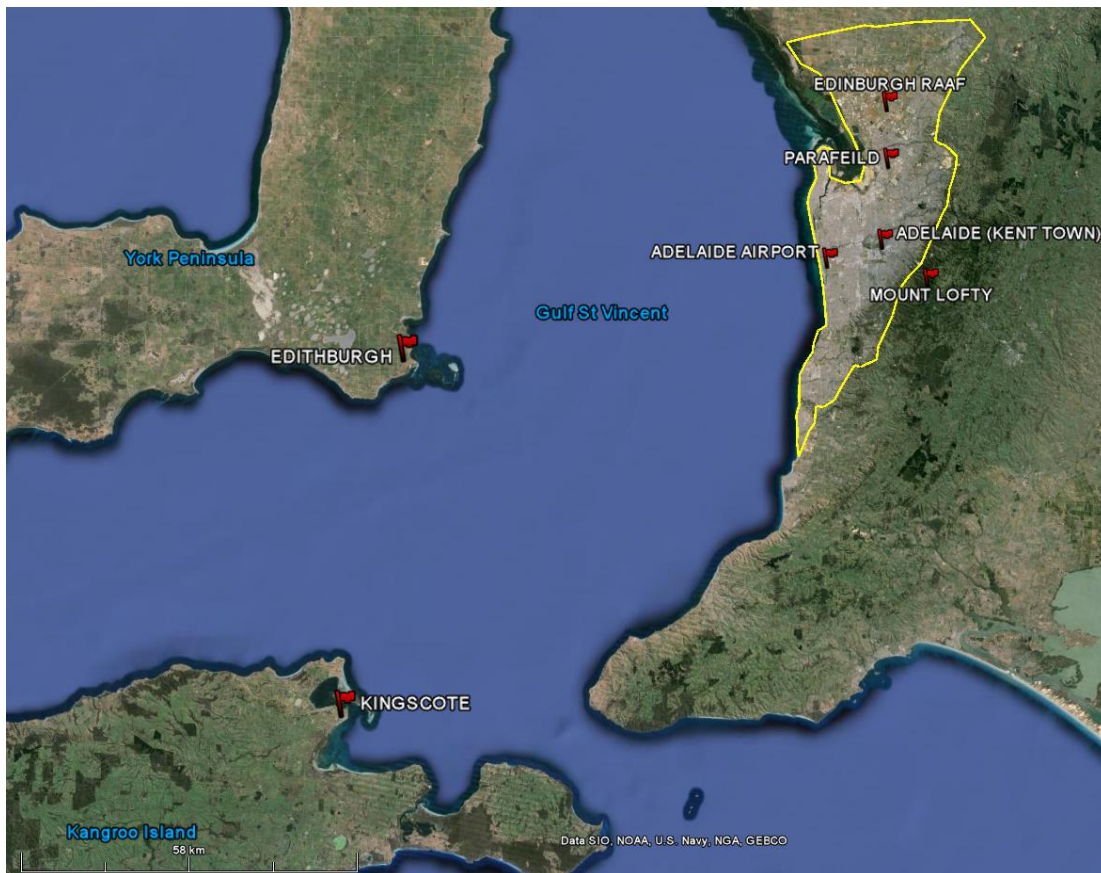 EDINBURGH RAAF
PARAFEILD
ADELAIDE (KENT TOWN)
ADELAIDE AIRPORT
York Peninsula
MOUNT LOFTY
Gulf St Vincent
EDITHBURGH
KINGSCOTE
Kangroo Island
Data SIO, NOAA, U.S. Navy, NGA, GEBCO
58 km